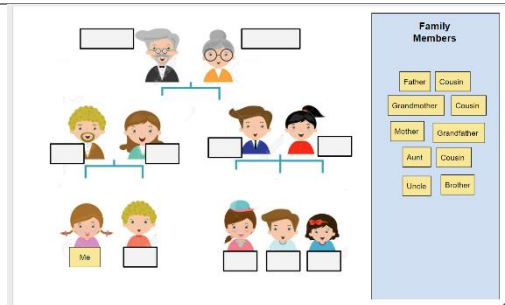 Family
Members
Father Cousin
Grandmother Cousin
Mother Grandfather
Aunt Cousin
Uncle Brother
Me